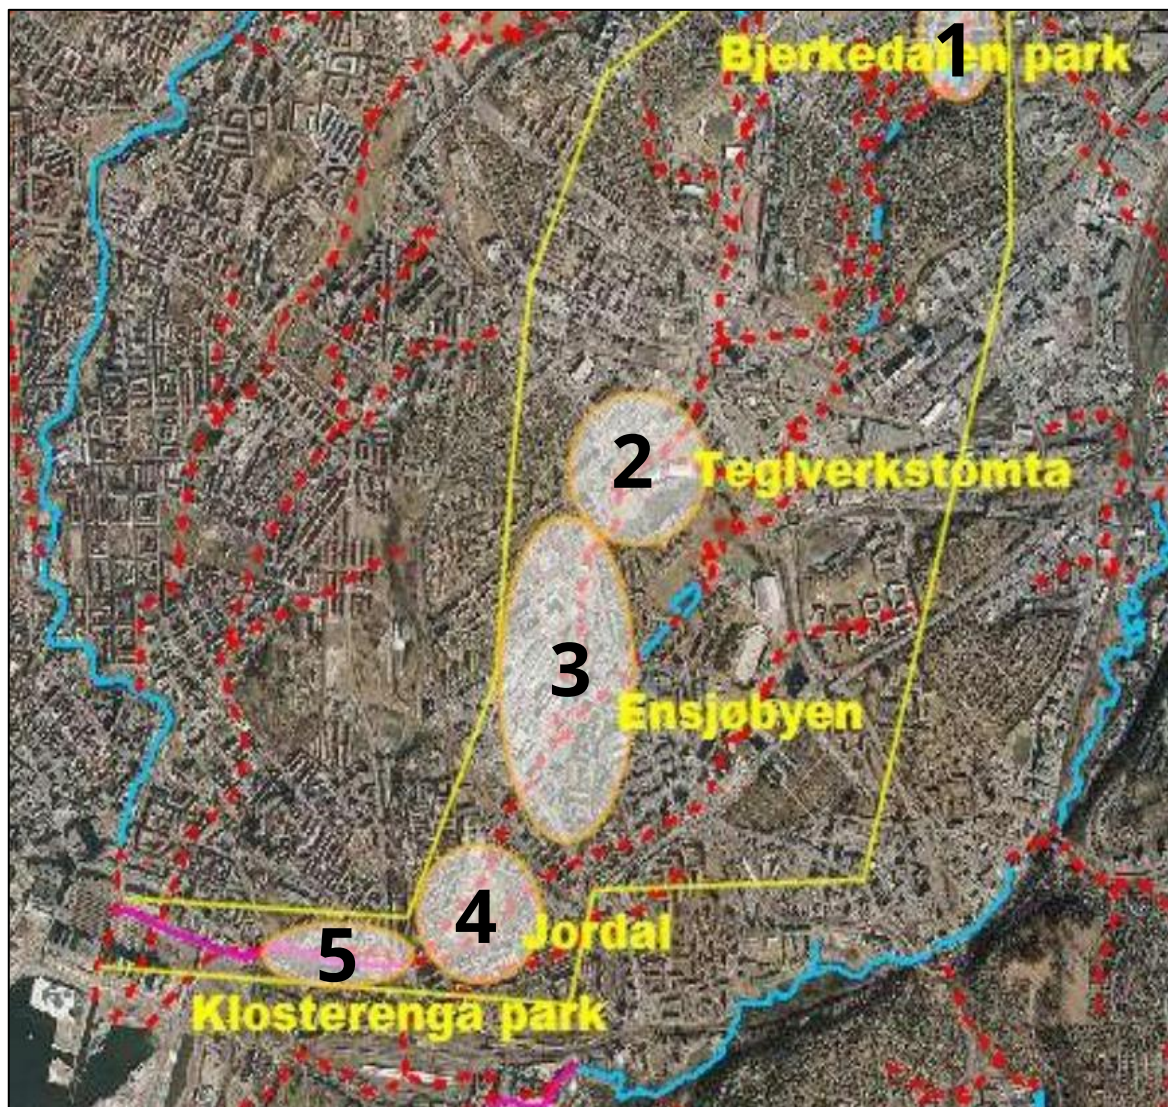 1
Bjerkedalen park
2
Teglverkstomta
3
Ensjøbyen
4
Jordal
5
Klosterenga park